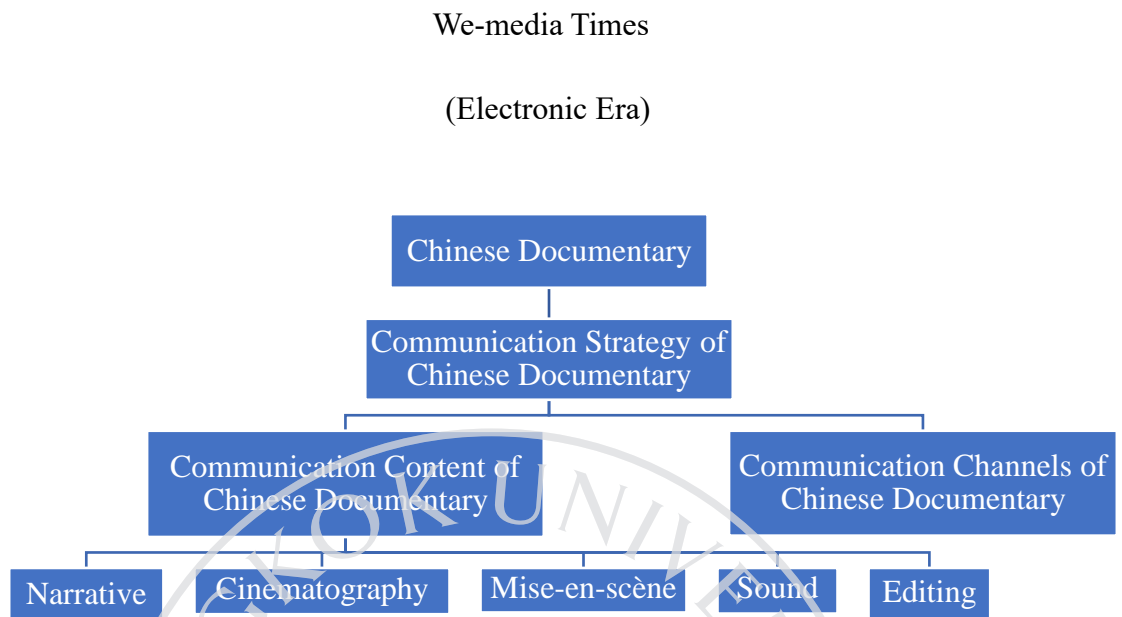 We-media Times
(Electronic Era)
Chinese Documentary
Communication Strategy of
Chinese Documentary
Communication Content of
Chinese Documentary
Communication Channels of
Chinese Documentary
Narrative
Cinematography
Mise-en-scène
Sound
Editing